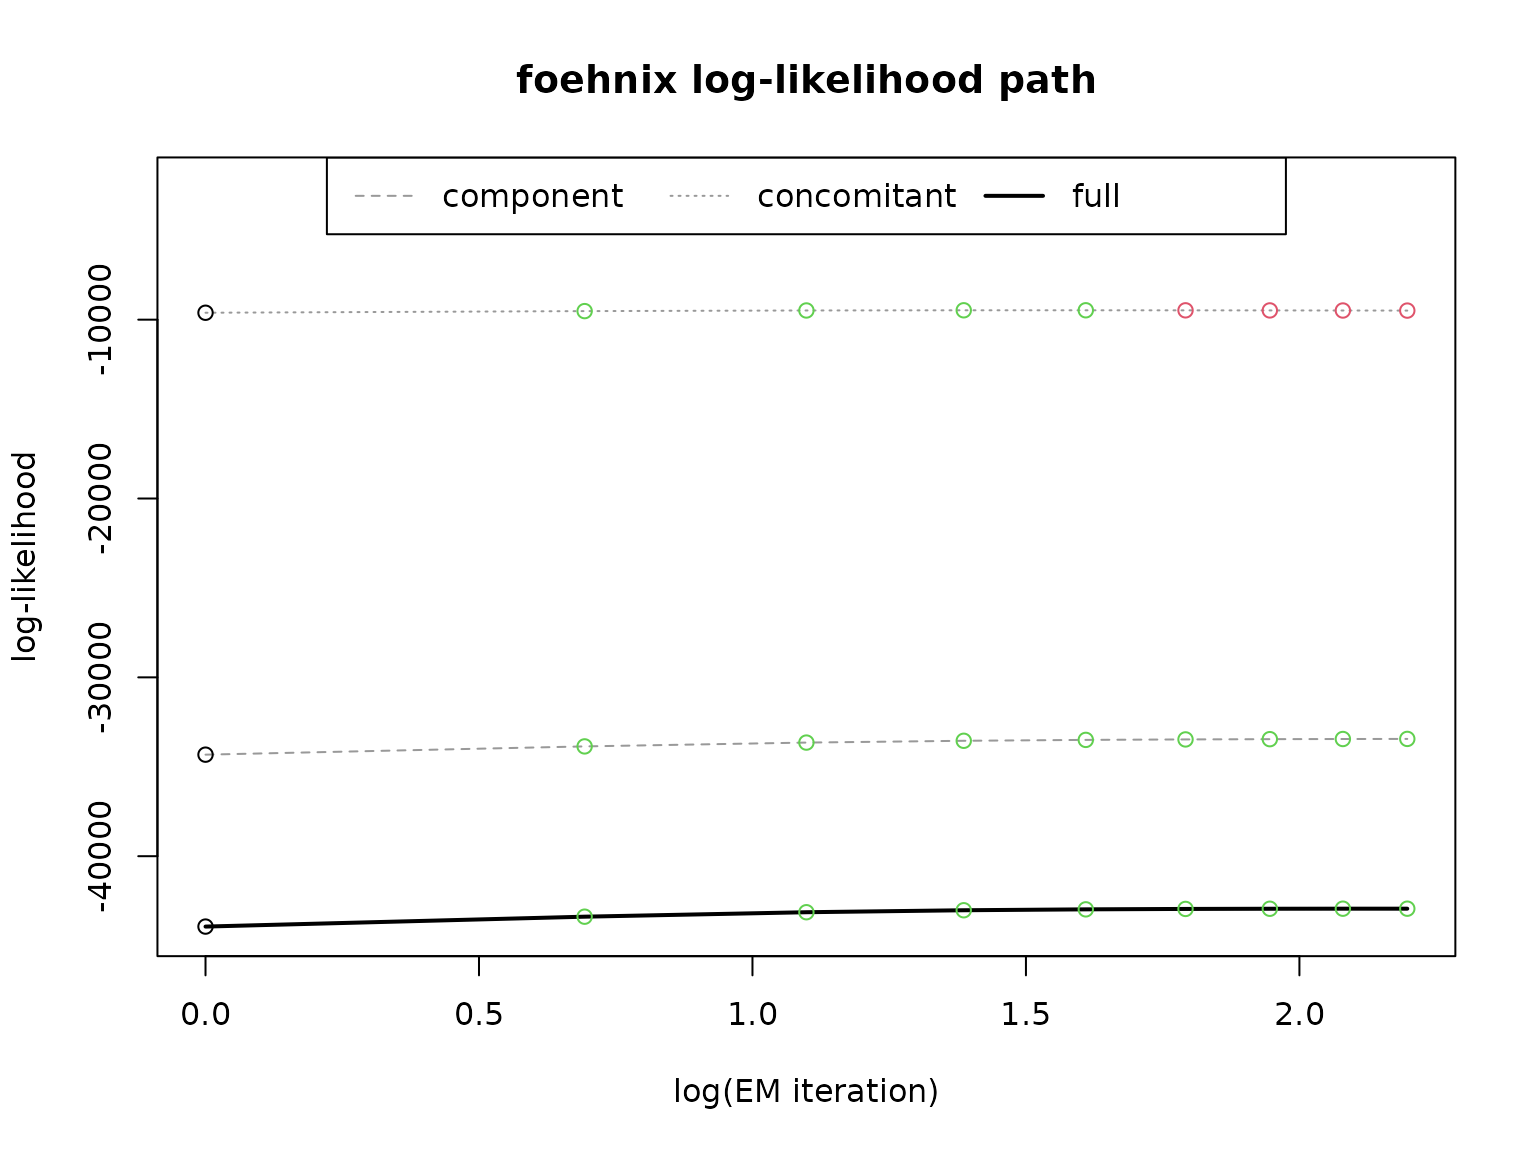 foehnix log-likelihood path
component concomitant full
log-likelihood
-10000
-20000
-30000
-40000
0.0 0.5 1.0 1.5 2.0
log(EM iteration)